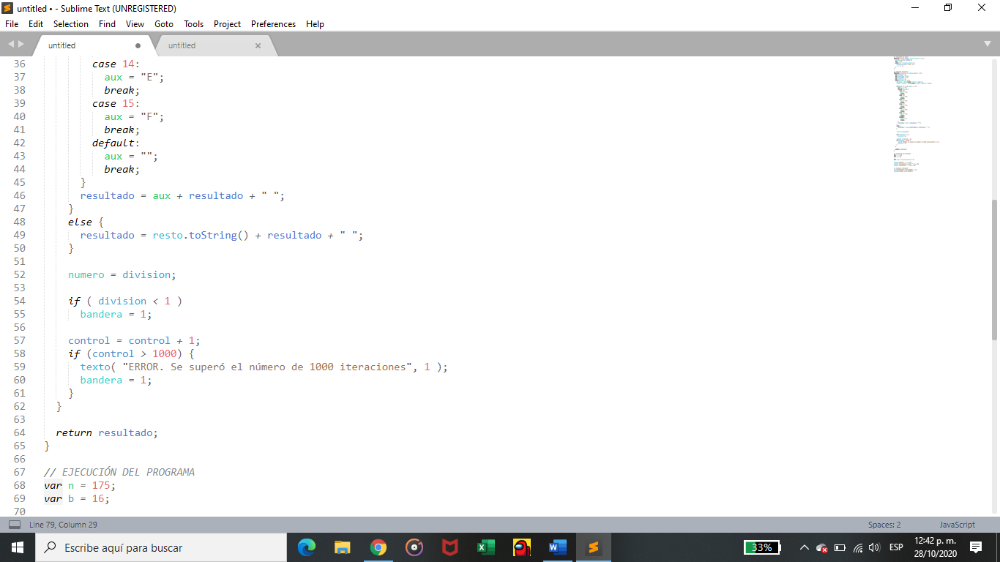 untitled • - Sublime Text (UNREGISTERED)
File Edit Selection Find View Goto Tools Project Preferences Help
untitled untitled
36 case 14:
37 aux = "E";
38 break;
39 case 15:
40 aux = "F";
41 break;
42 default:
43 aux = "";
44 break;
45 }
46 resultado = aux + resultado + " ";
47 }
48 else {
49 resultado = resto.toString() + resultado + " ";
50 }
51
52 numero = division;
53
54 if ( division < 1 )
55 bandera = 1;
56
57 control = control + 1;
58 if (control > 1000) {
59 texto( "ERROR. Se superó el número de 1000 iteraciones", 1 );
60 bandera = 1;
61 }
62 }
63
64 return resultado;
65 }
66
67 // EJECUCIÓN DEL PROGRAMA
68 var n = 175;
69 var b = 16;
70
Line 79, Column 29 Spaces: 2 JavaScript
Escribe aquí para buscar 33% ESP 12:42 p. m.
28/10/2020